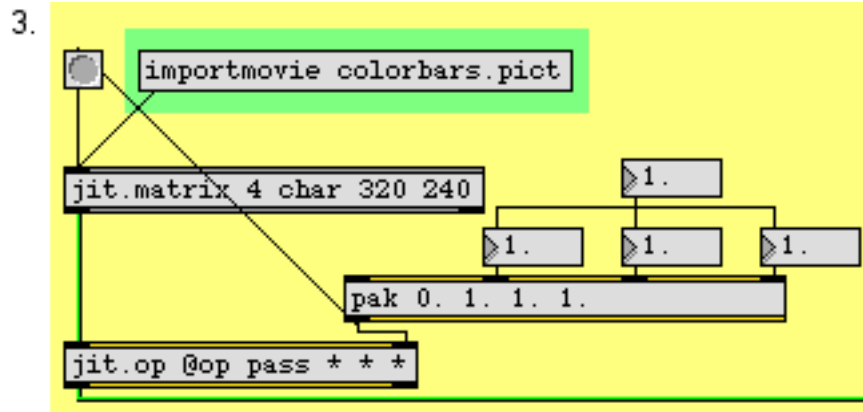 3.
importmovie colorbars.pict
jit.matrix 4 char 320 240
1.
1. 1. 1.
pak 0. 1. 1. 1.
jit.op @op pass * * *